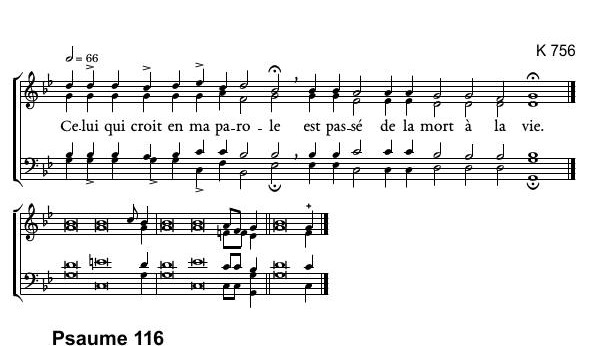 K 756
= 66
Ce-lui qui croit en ma pa-ro - le est pas-sé de la mort à la vie.
Psaume 116